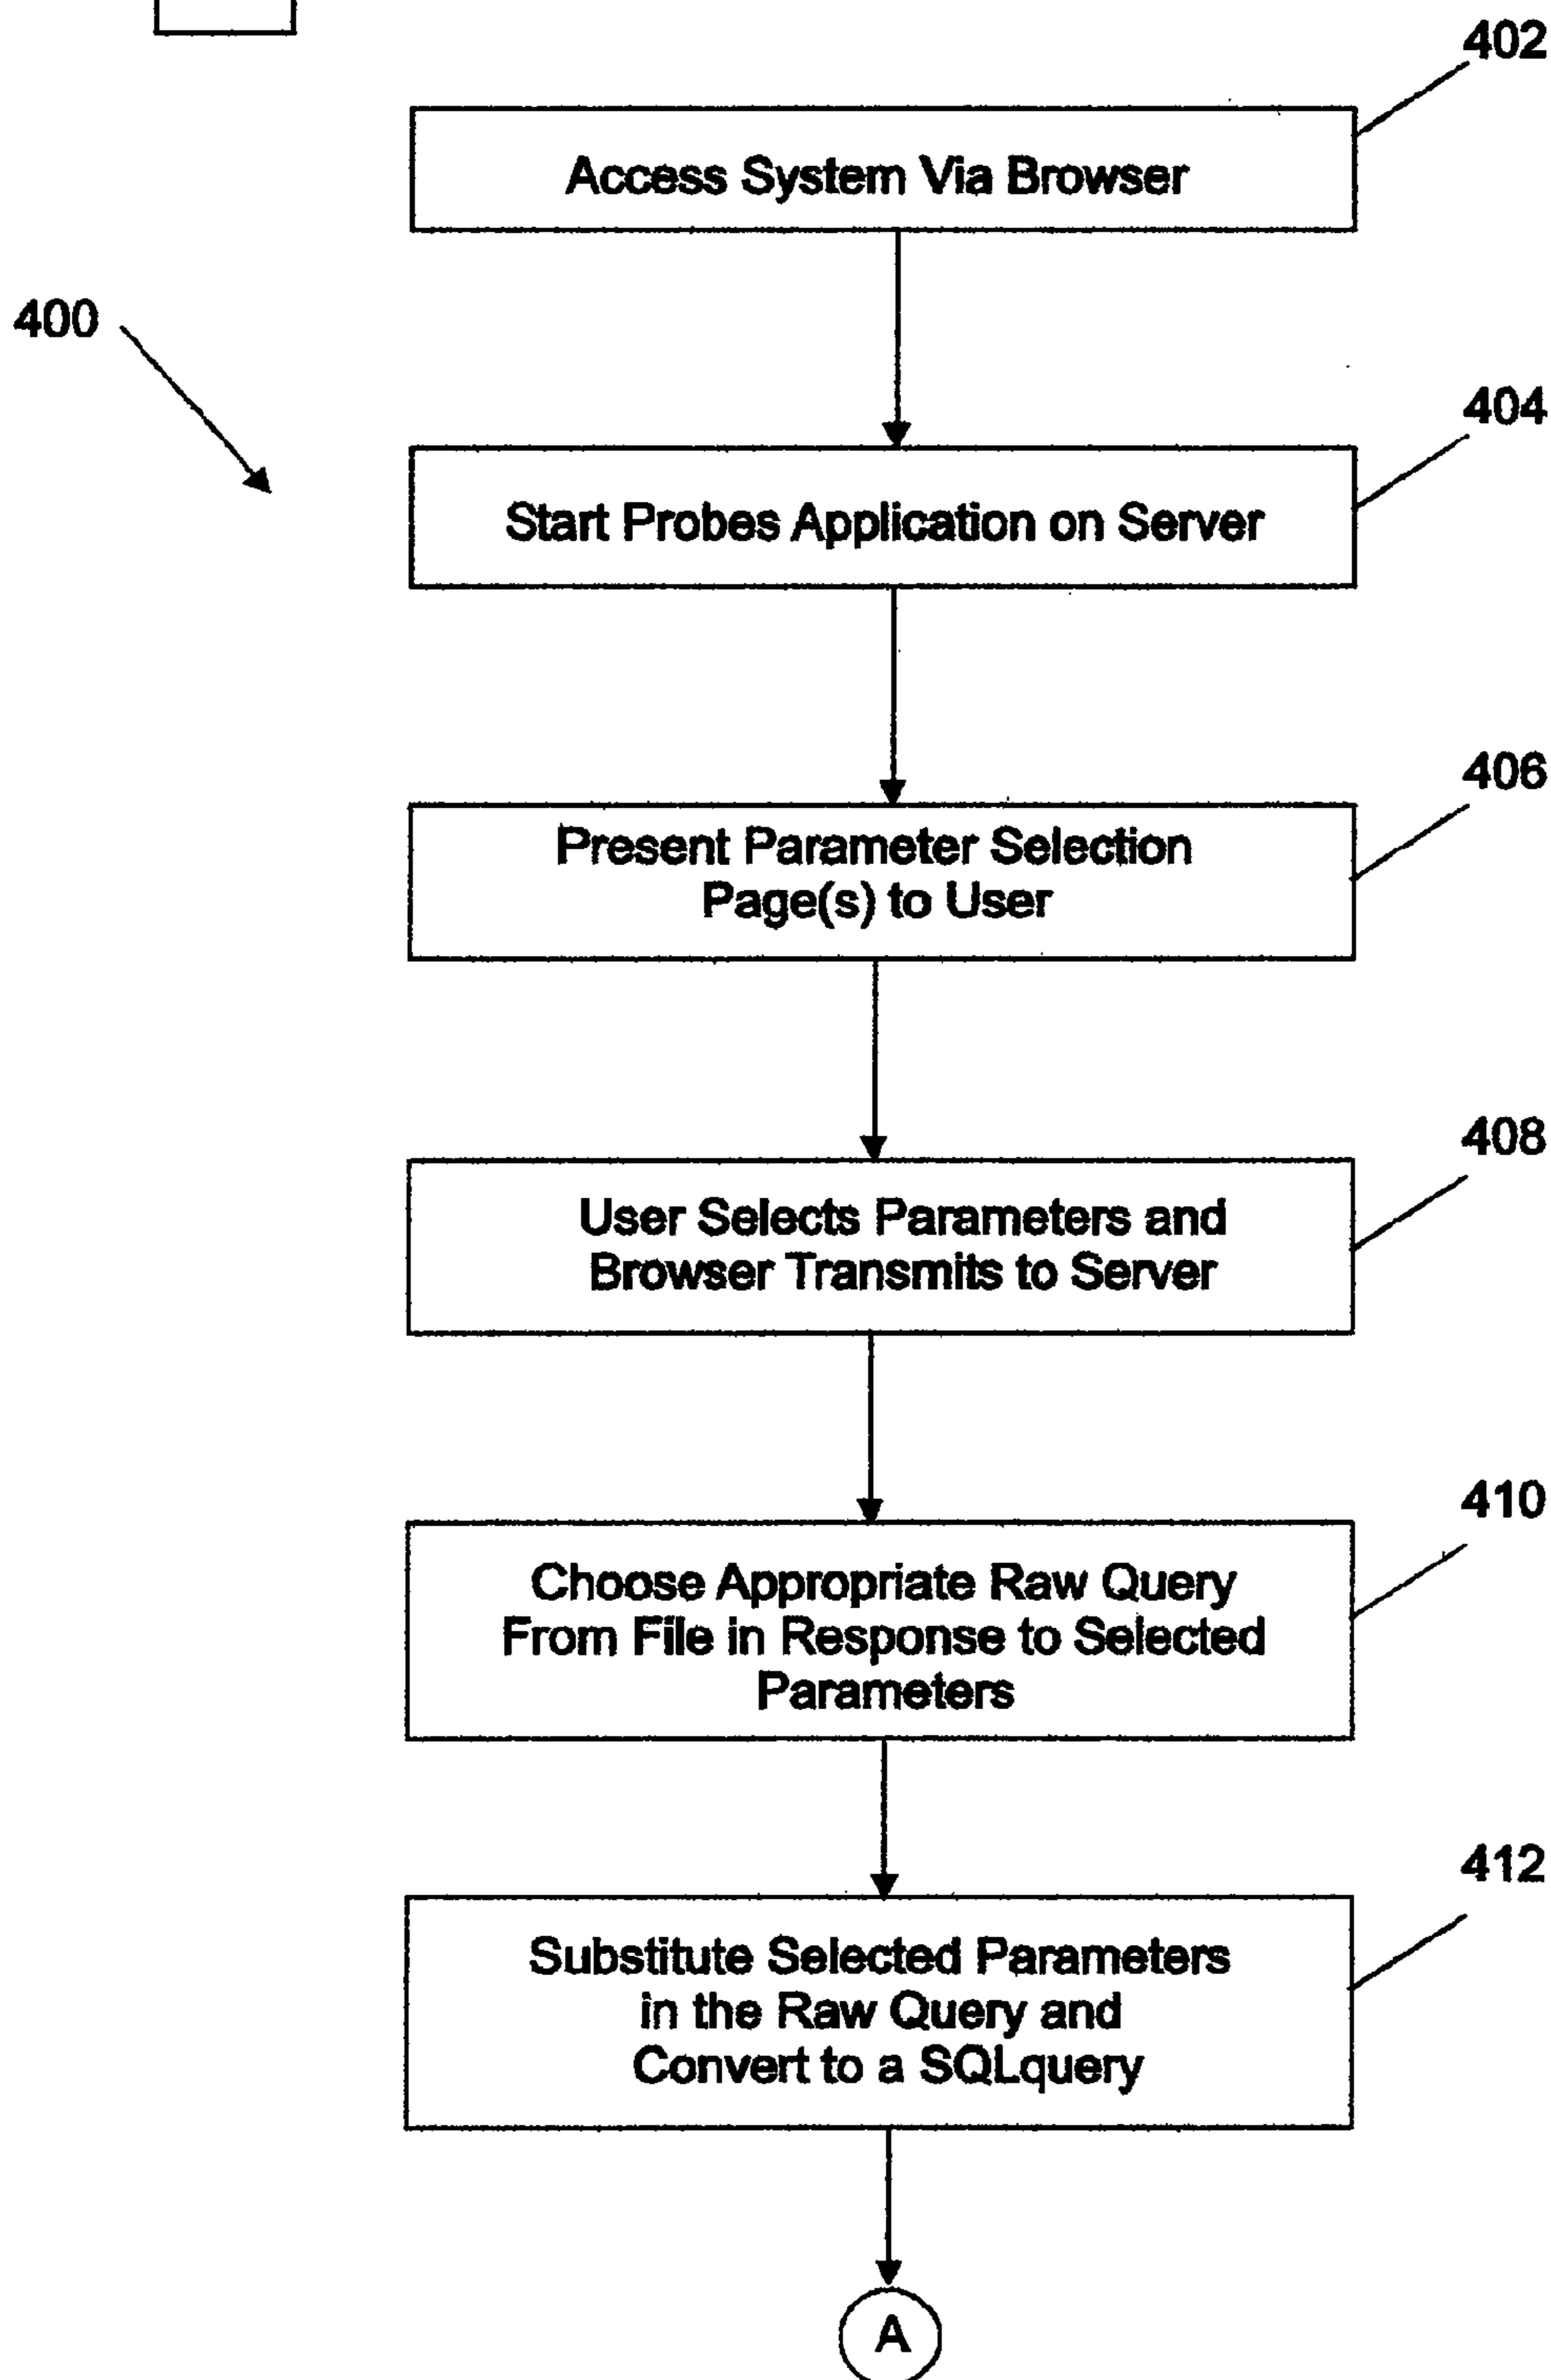 402
Access System Via Browser
400
404
Start Probes Application on Server
406
Present Parameter Selection
Page(s) to User
408
User Selects Parameters and
Browser Transmits to Server
410
Choose Appropriate Raw Query
From File in Response to Selected
Parameters
412
Substitute Selected Parameters
in the Raw Query and
Convert to a SQLquery
A